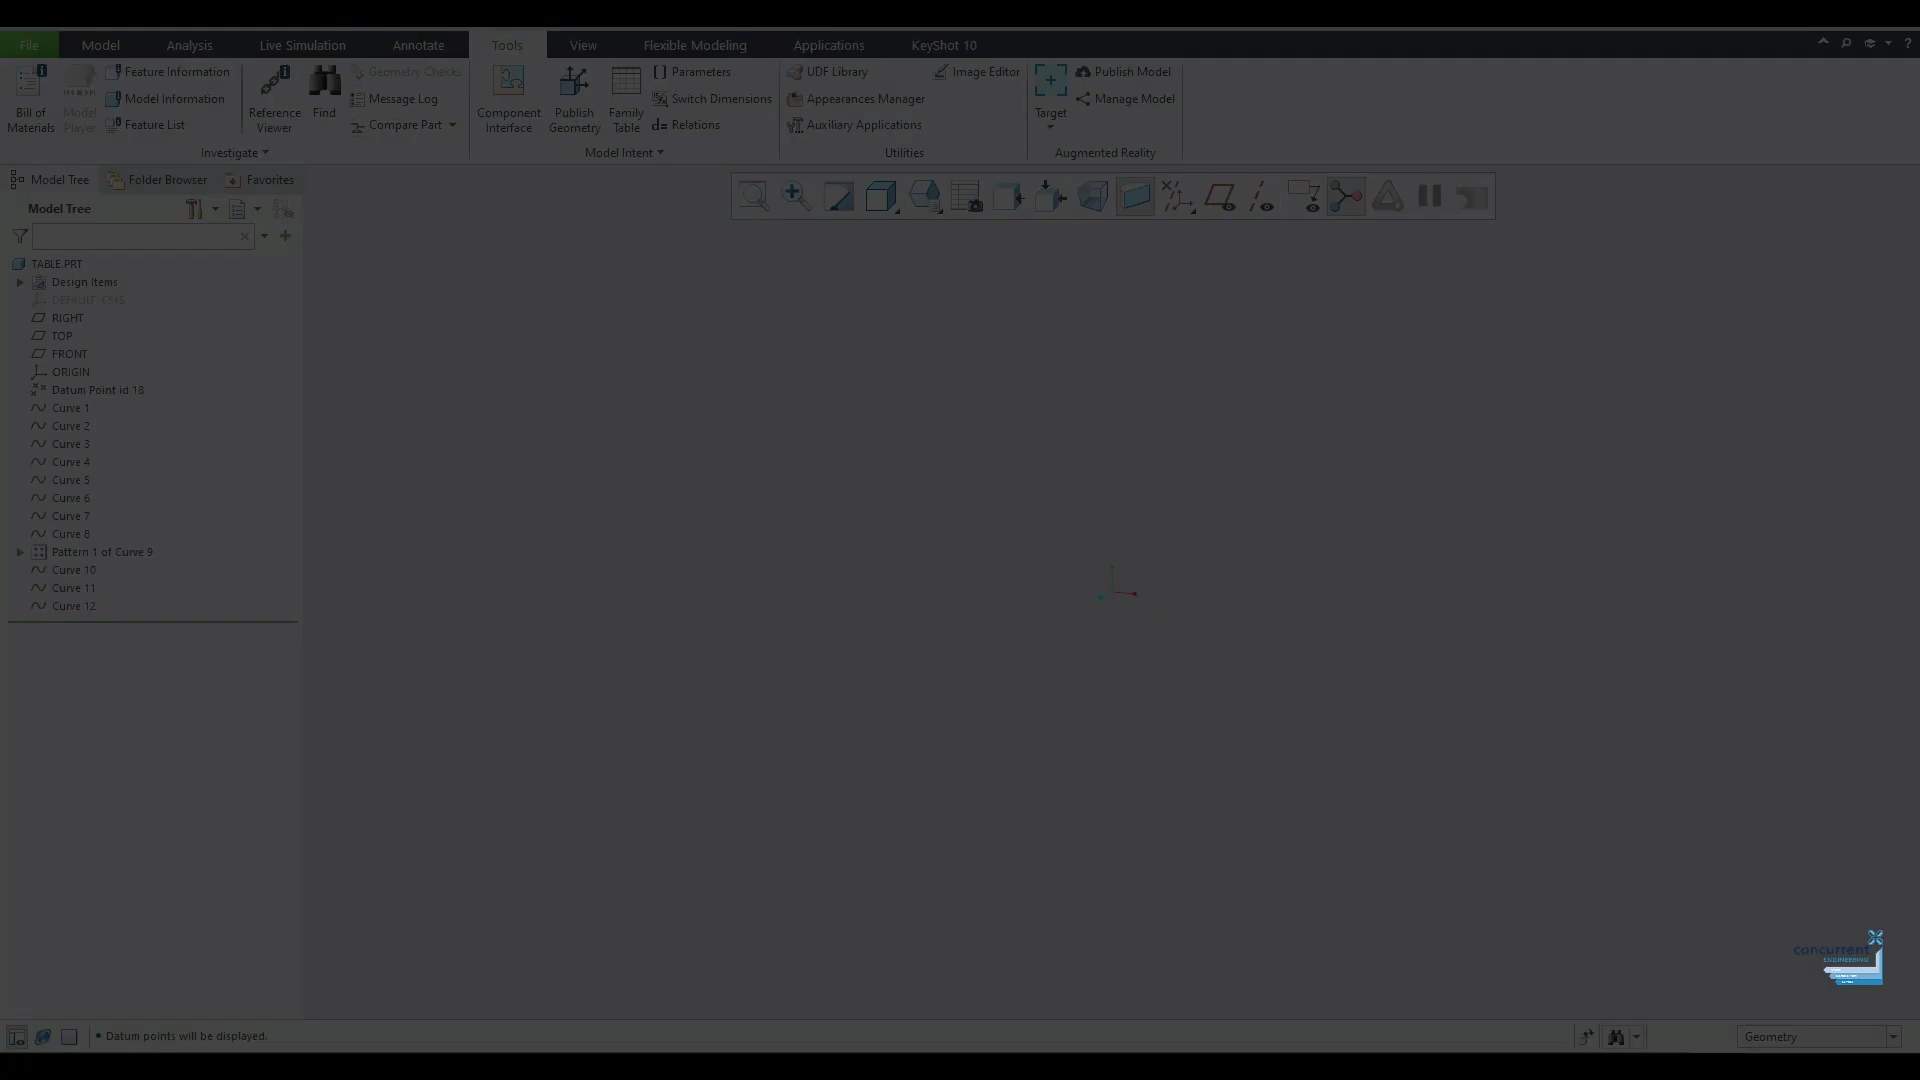 File Model Analysis Live Simulation Annotate Tools View Flexible Modeling Applications KeyShot 10
Bill of Materials
Model Player
Feature Information
Model Information
Feature List
Reference Viewer
Find
Geometry Checks
Message Log
Compare Part
Investigate
Component Interface
Publish Geometry
Family Table
Parameters
Switch Dimensions
d= Relations
Model Intent
UDF Library
Appearances Manager
Auxiliary Applications
Image Editor
Utilities
Target
Publish Model
Manage Model
Augmented Reality
Model Tree Folder Browser Favorites
Model Tree
TABLE.PRT
Design Items
DEFAULT_CSYS
RIGHT
TOP
FRONT
ORIGIN
Datum Point id 18
Curve 1
Curve 2
Curve 3
Curve 4
Curve 5
Curve 6
Curve 7
Curve 8
Pattern 1 of Curve 9
Curve 10
Curve 11
Curve 12
concurrent
ENGINEERING
• Datum points will be displayed.
Geometry